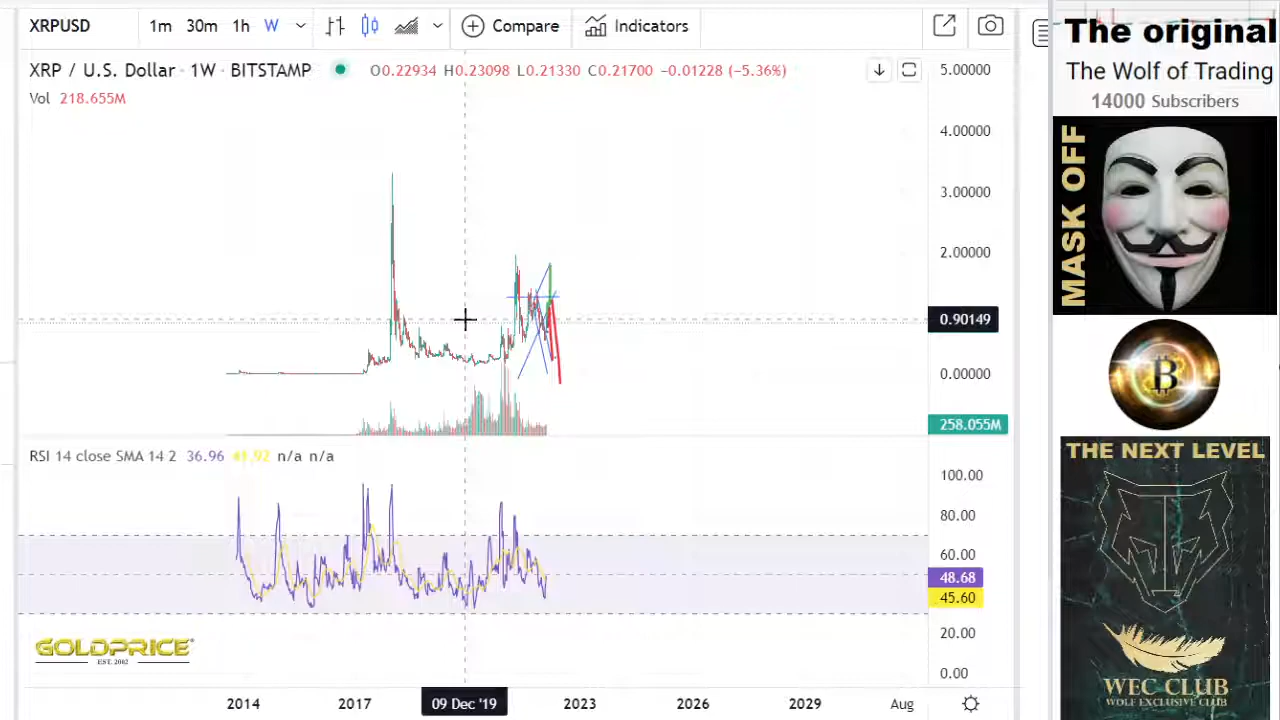 XRPUSD 1m 30m 1h W Compare Indicators
XRP / U.S. Dollar · 1W · BITSTAMP O0.22934 H0.23098 L0.21330 C0.21700 −0.01228 (−5.36%)
Vol 218.655M
5.00000
4.00000
3.00000
2.00000
0.90149
0.00000
258.055M
RSI 14 close SMA 14 2 36.96 41.92 n/a n/a
100.00
80.00
60.00
48.68
45.60
20.00
0.00
GOLDPRICE
EST. 2002
2014 2017 09 Dec '19 2023 2026 2029 Aug
The original
The Wolf of Trading
14000 Subscribers
MASK OFF
B
THE NEXT LEVEL
WEC CLUB
WOLF EXCLUSIVE CLUB